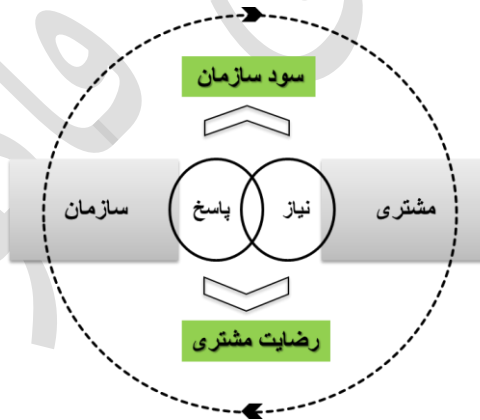 سود سازمان
مشتری
نیاز
پاسخ
سازمان
رضایت مشتری